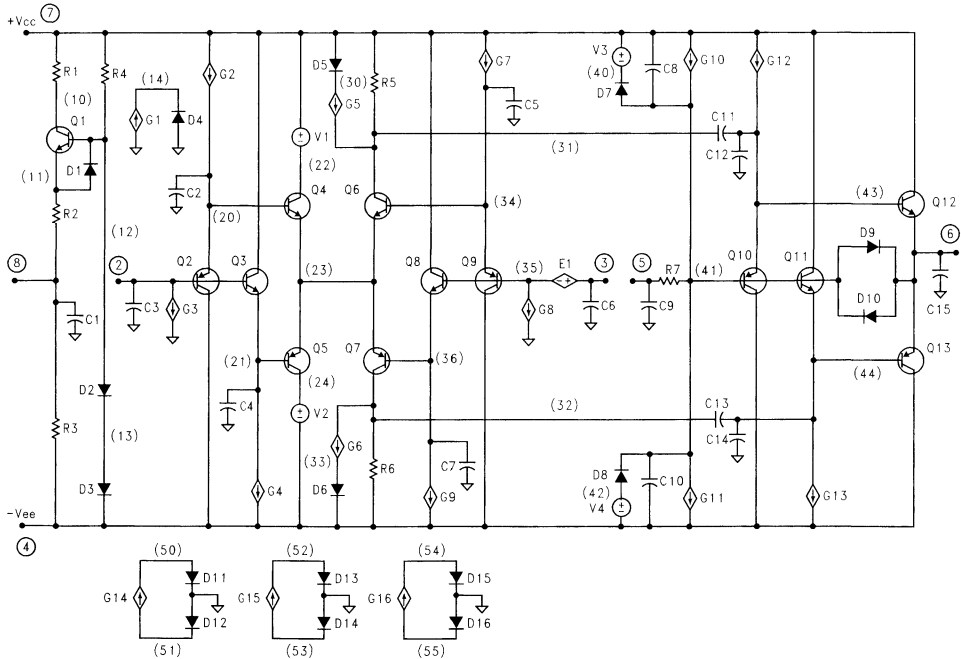 7
+Vcc
R1
R4
(14)
G2
D5
(30)
G5
R5
G7
V3
(40)
D7
C8
G10
G12
(10)
Q1
G1
D4
C5
D1
(11)
V1
(22)
C11
C12
(31)
C2
(20)
Q4
Q6
(34)
(43)
Q12
R2
(12)
D9
6
8
2
Q2
Q3
(23)
Q8
Q9
(35)
E1
3
5
R7
(41)
Q10
Q11
C1
C3
G3
G8
C6
C9
D10
C15
(21)
Q5
Q7
(36)
Q13
(24)
(44)
D2
C4
V2
(32)
C13
C14
R3
(13)
G6
(33)
R6
C7
D8
(42)
V4
C10
D3
G4
D6
G9
G11
G13
-Vee
4
(50)
(52)
(54)
D11
D13
D15
G14
G15
G16
D12
D14
D16
(51)
(53)
(55)